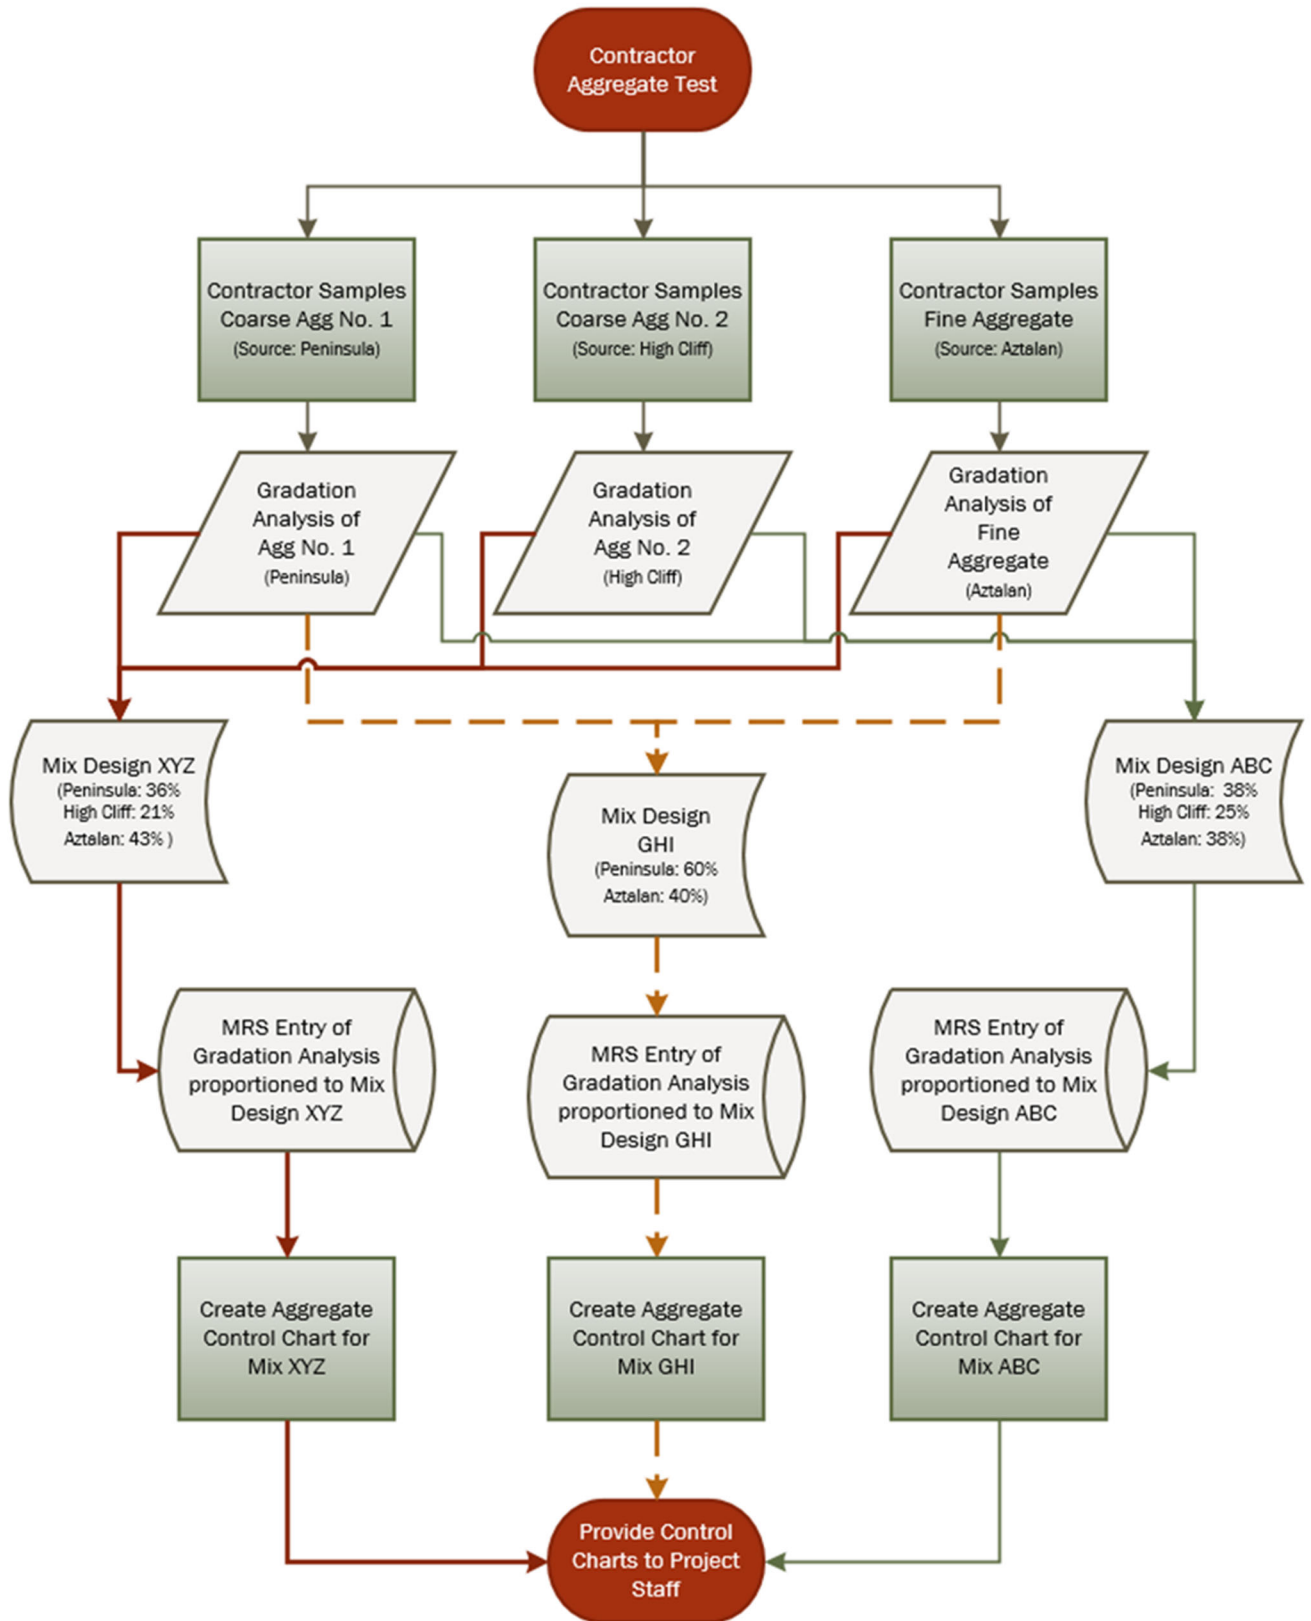 Contractor
Aggregate Test
Contractor Samples
Coarse Agg No. 1
(Source: Peninsula)
Contractor Samples
Coarse Agg No. 2
(Source: High Cliff)
Contractor Samples
Fine Aggregate
(Source: Aztalan)
Gradation
Analysis of
Agg No. 1
(Peninsula)
Gradation
Analysis of
Agg No. 2
(High Cliff)
Gradation
Analysis of
Fine
Aggregate
(Aztalan)
Mix Design XYZ
(Peninsula: 36%
High Cliff: 21%
Aztalan: 43% )
Mix Design
GHI
(Peninsula: 60%
Aztalan: 40%)
Mix Design ABC
(Peninsula:  38%
High Cliff: 25%
Aztalan: 38%)
MRS Entry of
Gradation Analysis
proportioned to Mix
Design XYZ
MRS Entry of
Gradation Analysis
proportioned to Mix
Design GHI
MRS Entry of
Gradation Analysis
proportioned to Mix
Design ABC
Create Aggregate
Control Chart for
Mix XYZ
Create Aggregate
Control Chart for
Mix GHI
Create Aggregate
Control Chart for
Mix ABC
Provide Control
Charts to Project
Staff